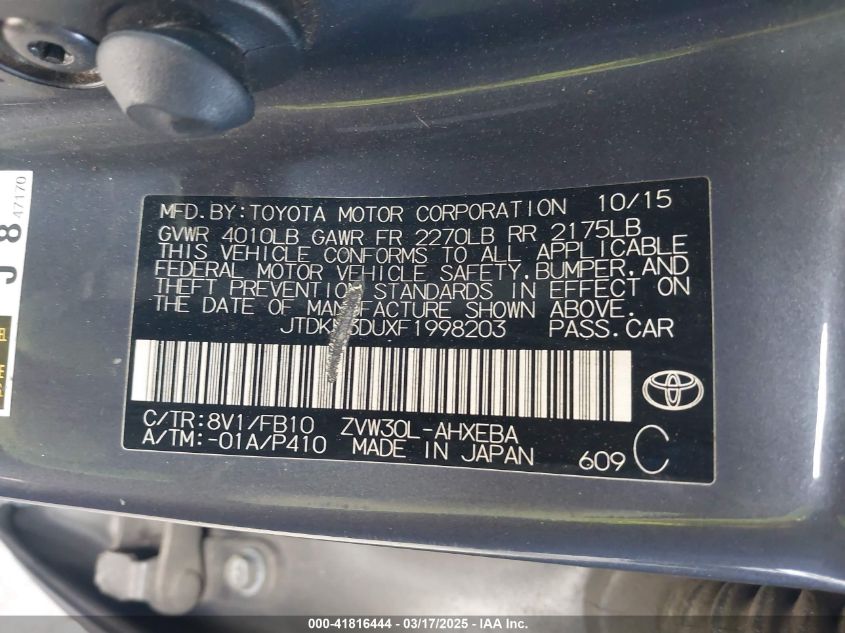 MFD. BY: TOYOTA MOTOR CORPORATION 10/15
GVWR 4010LB GAWR FR 2270LB RR 2175LB
THIS VEHICLE CONFORMS TO ALL APPLICABLE
FEDERAL MOTOR VEHICLE SAFETY, BUMPER, AND
THEFT PREVENTION STANDARDS IN EFFECT ON
THE DATE OF MANUFACTURE SHOWN ABOVE.
PASS.CAR
C/TR:8V1/FB10 ZVW30L-AHXEBA
A/TM:-01A/P410 MADE IN JAPAN 609 C
J 8
47170
000-41816444 - 03/17/2025 - IAA Inc.